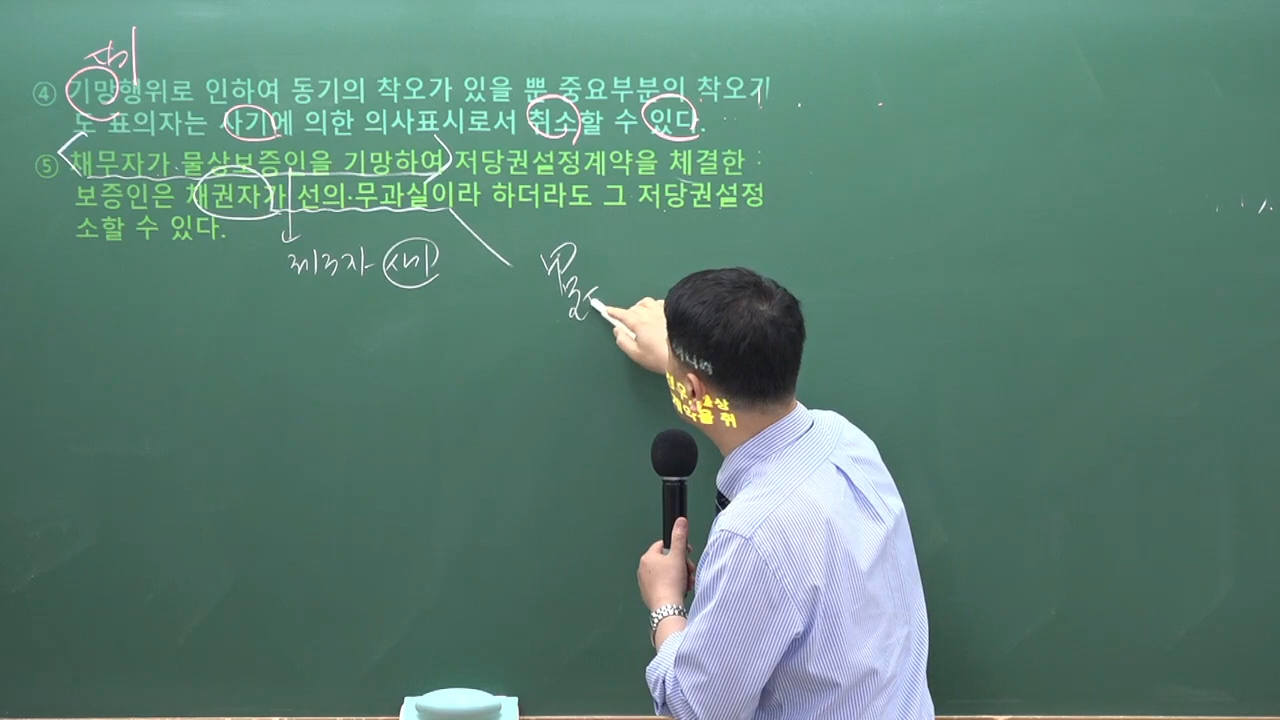 사기
④ 기망행위로 인하여 동기의 착오가 있을 뿐 중요부분의 착오가
도 표의자는 사기에 의한 의사표시로서 취소할 수 있다.
⑤ 채무자가 물상보증인을 기망하여 저당권설정계약을 체결한
보증인은 채권자가 선의·무과실이라 하더라도 그 저당권설정
소할 수 있다.
제3자 사기